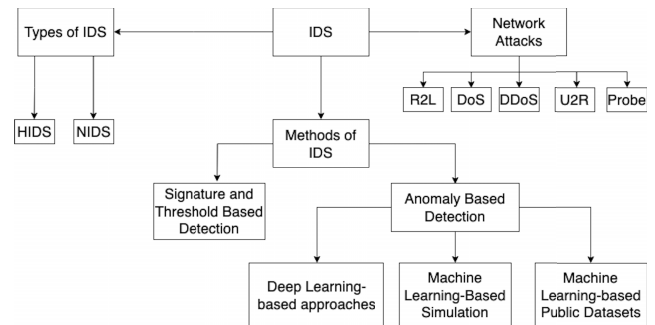 Types of IDS
IDS
Network
Attacks
R2L
DoS
DDoS
U2R
Probe
HIDS
NIDS
Methods of
IDS
Signature and
Threshold Based
Detection
Anomaly Based
Detection
Deep Learning-
based approaches
Machine
Learning-Based
Simulation
Machine
Learning-based
Public Datasets